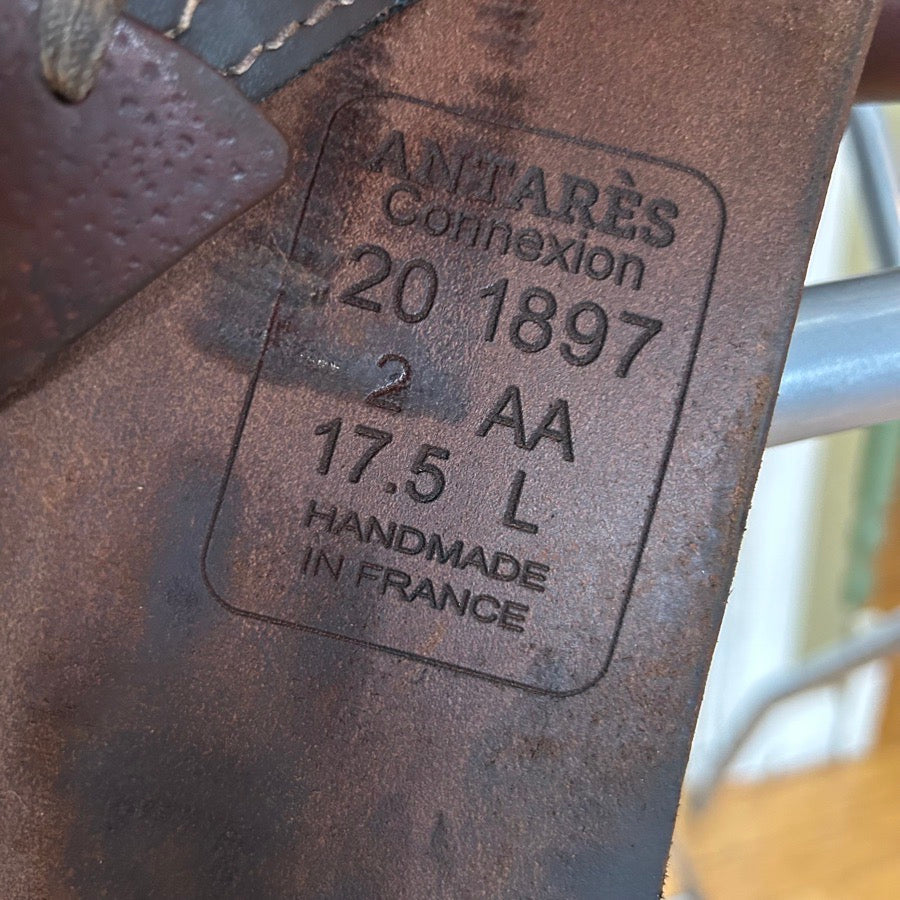 ANTARÈS
Connexion
20 1897
2 AA
17.5 L
HANDMADE
IN FRANCE